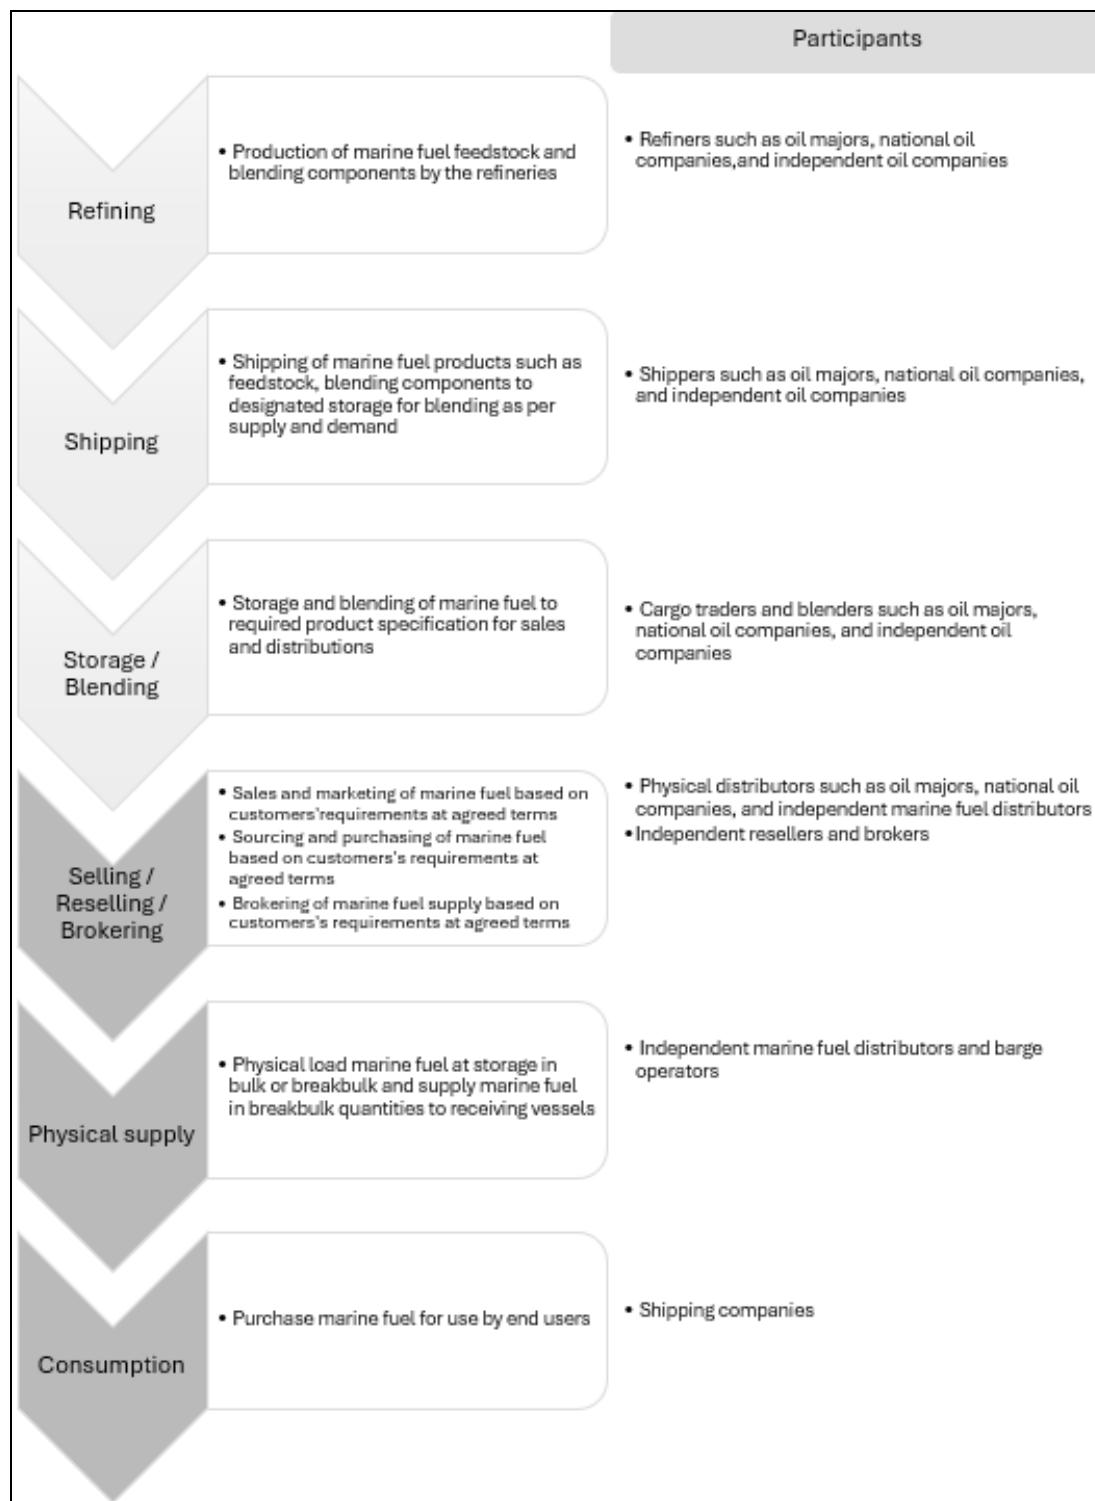 Participants
Refining
• Production of marine fuel feedstock and
blending components by the refineries
• Refiners such as oil majors, national oil
companies,and independent oil companies
Shipping
• Shipping of marine fuel products such as
feedstock, blending components to
designated storage for blending as per
supply and demand
• Shippers such as oil majors, national oil companies,
and independent oil companies
Storage /
Blending
• Storage and blending of marine fuel to
required product specification for sales
and distributions
• Cargo traders and blenders such as oil majors,
national oil companies, and independent oil
companies
Selling /
Reselling /
Brokering
• Sales and marketing of marine fuel based on
customers'requirements at agreed terms
• Sourcing and purchasing of marine fuel
based on customers's requirements at
agreed terms
• Brokering of marine fuel supply based on
customers's requirements at agreed terms
• Physical distributors such as oil majors, national oil
companies, and independent marine fuel distributors
•Independent resellers and brokers
Physical supply
• Physical load marine fuel at storage in
bulk or breakbulk and supply marine fuel
in breakbulk quantities to receiving vessels
• Independent marine fuel distributors and barge
operators
Consumption
• Purchase marine fuel for use by end users
• Shipping companies